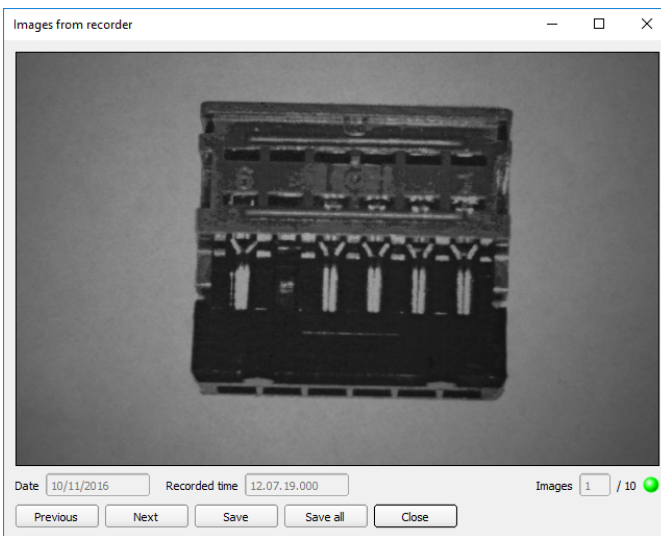 Images from recorder
Date 10/11/2016 Recorded time 12.07.19.000 Images 1 / 10
Previous Next Save Save all Close